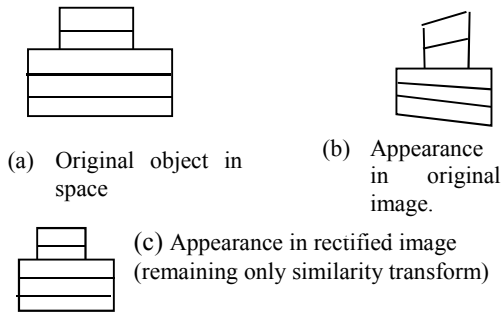 (a) Original object in
space
(b) Appearance
in original
image.
(c) Appearance in rectified image
(remaining only similarity transform)